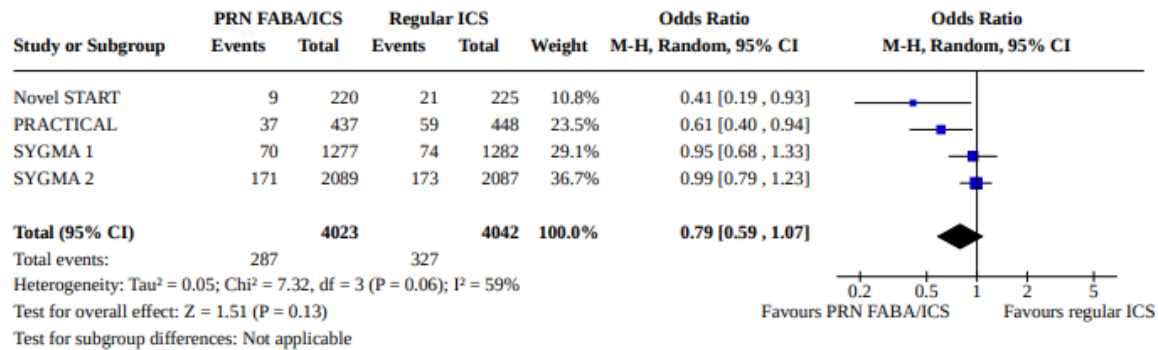 PRN FABA/ICS Regular ICS Odds Ratio Odds Ratio
Study or Subgroup Events Total Events Total Weight M-H, Random, 95% CI M-H, Random, 95% CI
Novel START 9 220 21 225 10.8% 0.41 [0.19 , 0.93]
PRACTICAL 37 437 59 448 23.5% 0.61 [0.40 , 0.94]
SYGMA 1 70 1277 74 1282 29.1% 0.95 [0.68 , 1.33]
SYGMA 2 171 2089 173 2087 36.7% 0.99 [0.79 , 1.23]
Total (95% CI) 4023 4042 100.0% 0.79 [0.59 , 1.07]
Total events: 287 327
Heterogeneity: Tau² = 0.05; Chi² = 7.32, df = 3 (P = 0.06); I² = 59%
0.2 0.5 1 2 5
Test for overall effect: Z = 1.51 (P = 0.13) Favours PRN FABA/ICS Favours regular ICS
Test for subgroup differences: Not applicable